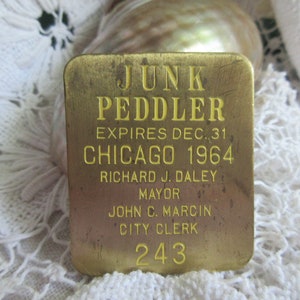 JUNK
PEDDLER
EXPIRES DEC. 31
CHICAGO 1964
RICHARD J. DALEY
MAYOR
JOHN C. MARCIN
CITY CLERK
243